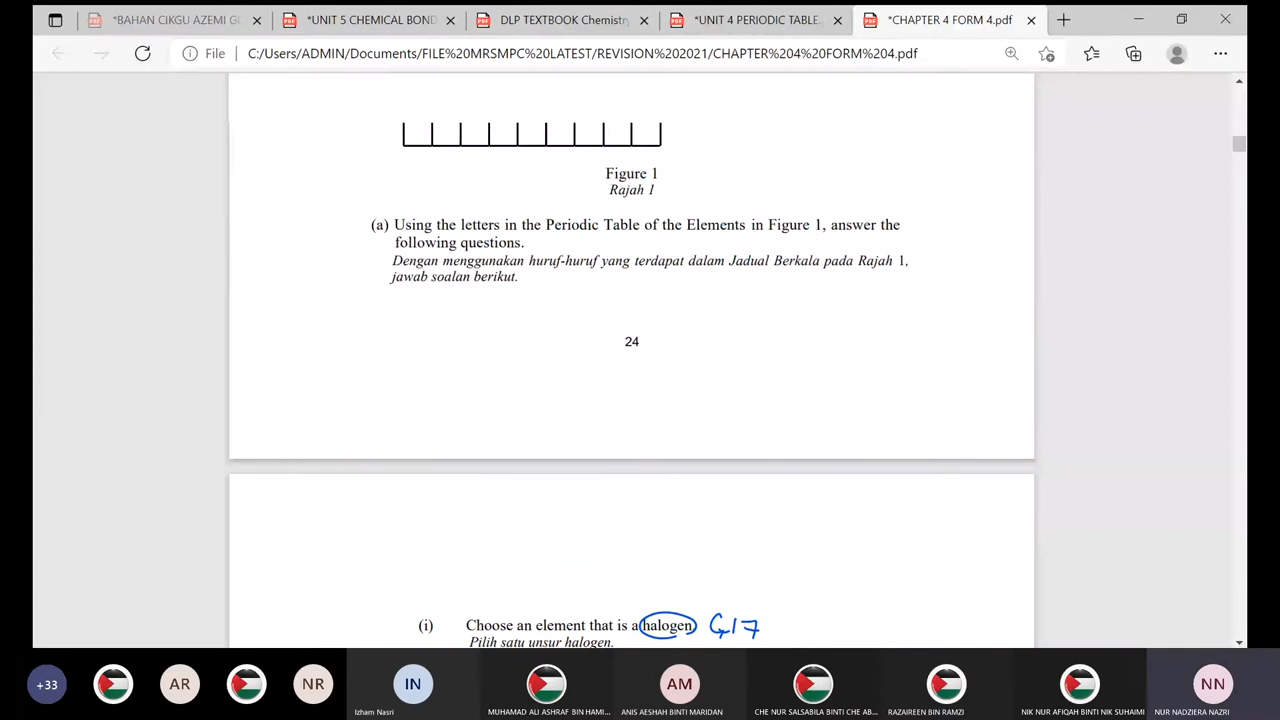 *BAHAN CIKGU AZEMI G
*UNIT 5 CHEMICAL BOND
DLP TEXTBOOK Chemistry
*UNIT 4 PERIODIC TABLE
*CHAPTER 4 FORM 4.pdf
File
C:/Users/ADMIN/Documents/FILE%20MRSMPC%20LATEST/REVISION%202021/CHAPTER%204%20FORM%204.pdf
Figure 1
Rajah 1
(a) Using the letters in the Periodic Table of the Elements in Figure 1, answer the
following questions.
Dengan menggunakan huruf-huruf yang terdapat dalam Jadual Berkala pada Rajah 1,
jawab soalan berikut.
24
(i) Choose an element that is a halogen. G17
Pilih satu unsur halogen.
+33
AR
NR
IN
AM
NN
Izham Nasri
MUHAMAD ALI ASHRAF BIN HAMI...
ANIS AEESHAH BINTI MARIDAN
CHE NUR SALSABILA BINTI CHE AB...
RAZAIREEN BIN RAMZI
NIK NUR AFIQAH BINTI NIK SUHAIMI
NUR NADZIERA NAZRI